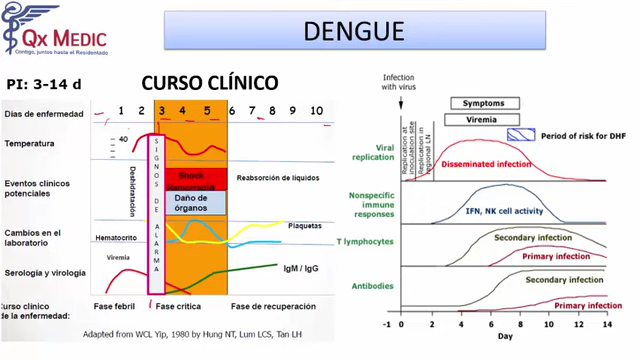 Qx MEDIC
Contigo, juntos hasta el Residentado
DENGUE
PI: 3-14 d
CURSO CLÍNICO
Dias de enfermedad
1 2 3 4 5 6 7 8 9 10
Temperatura
40
Eventos clínicos
potenciales
Deshidratación
SIGNOS DE ALARMA
Shock
Daño de
órganos
Reabsorción de líquidos
Cambios en el
laboratorio
Hematocrito
Plaquetas
Serología y virología
Viremia
IgM / IgG
Curso clínico
de la enfermedad:
Fase febril
Fase critica
Fase de recuperación
Adapted from WCL Yip, 1980 by Hung NT, Lum LCS, Tan LH
Infection
with virus
Symptoms
Viremia
Period of risk for DHF
Viral
replication
Replication at
inoculation site
Replication in
regional LN
Disseminated infection
Nonspecific
immune
responses
IFN, NK cell activity
T lymphocytes
Secondary infection
Primary infection
Antibodies
Secondary infection
Primary infection
-1 0 2 4 6 8 10 12 14
Day